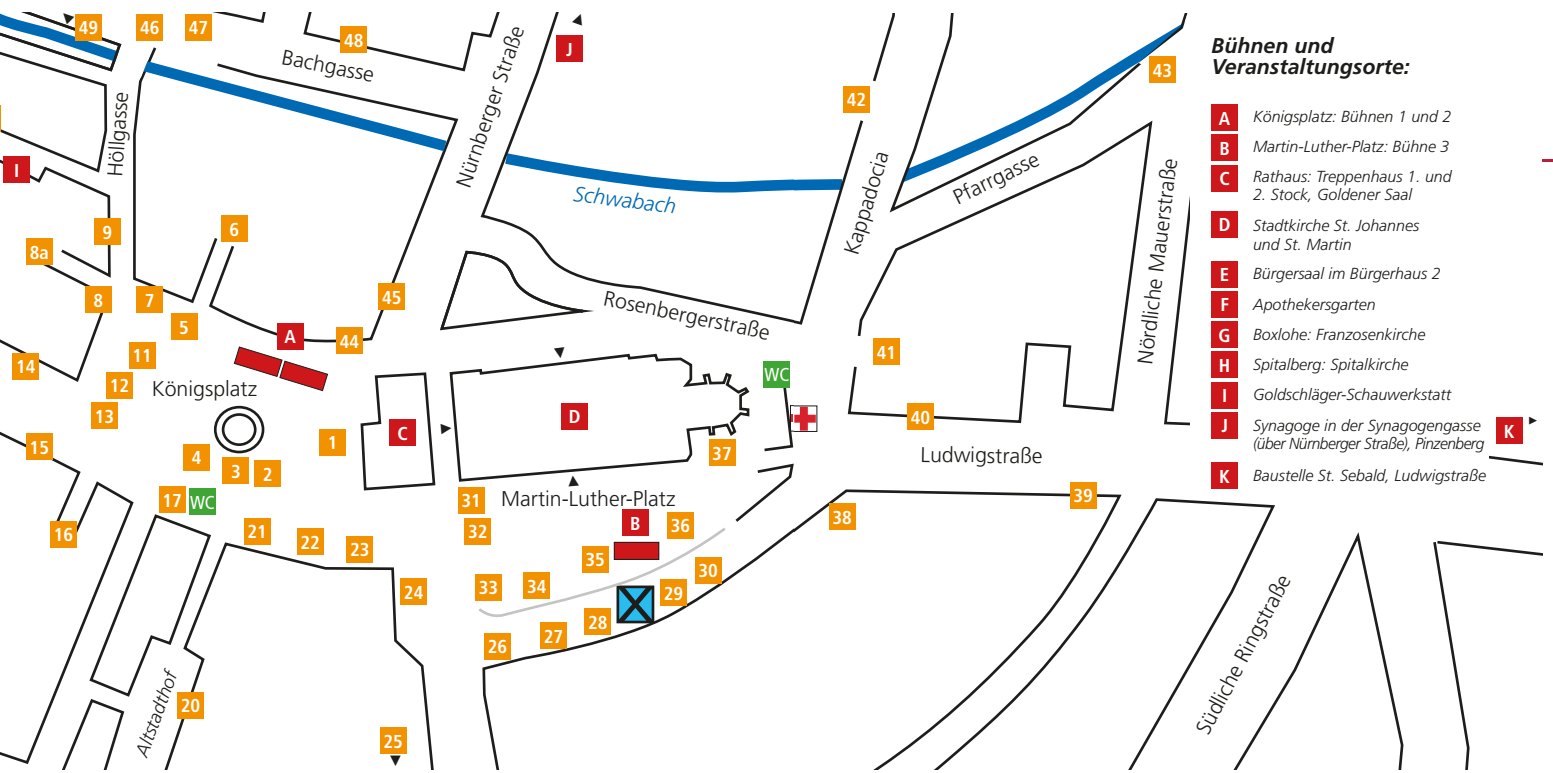 49
46
47
48
Bachgasse
Nürnberger Straße
J
42
43
Höllgasse
I
Schwabach
Kappadocia
Pfarrgasse
Nördliche Mauerstraße
9
6
8a
8
7
5
45
A
44
Rosenbergerstraße
11
14
12
Königsplatz
13
41
WC
D
C
1
40
15
4
3
2
37
Ludwigstraße
17
WC
31
Martin-Luther-Platz
39
16
21
32
B
36
38
22
23
35
30
24
33
34
29
28
26
27
Altstadthof
20
25
Südliche Ringstraße
Bühnen und
Veranstaltungsorte:
A Königsplatz: Bühnen 1 und 2
B Martin-Luther-Platz: Bühne 3
C Rathaus: Treppenhaus 1. und
2. Stock, Goldener Saal
D Stadtkirche St. Johannes
und St. Martin
E Bürgersaal im Bürgerhaus 2
F Apothekersgarten
G Boxlohe: Franzosenkirche
H Spitalberg: Spitalkirche
I Goldschläger-Schauwerkstatt
J Synagoge in der Synagogengasse
(über Nürnberger Straße), Pinzenberg
K Baustelle St. Sebald, Ludwigstraße
K